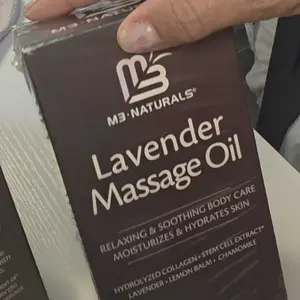 M3
M3·NATURALS®
Lavender
Massage Oil
RELAXING & SOOTHING BODY CARE
MOISTURIZES & HYDRATES SKIN
HYDROLYZED COLLAGEN • STEM CELL EXTRACT*
LAVENDER • LEMON BALM • CHAMOMILE